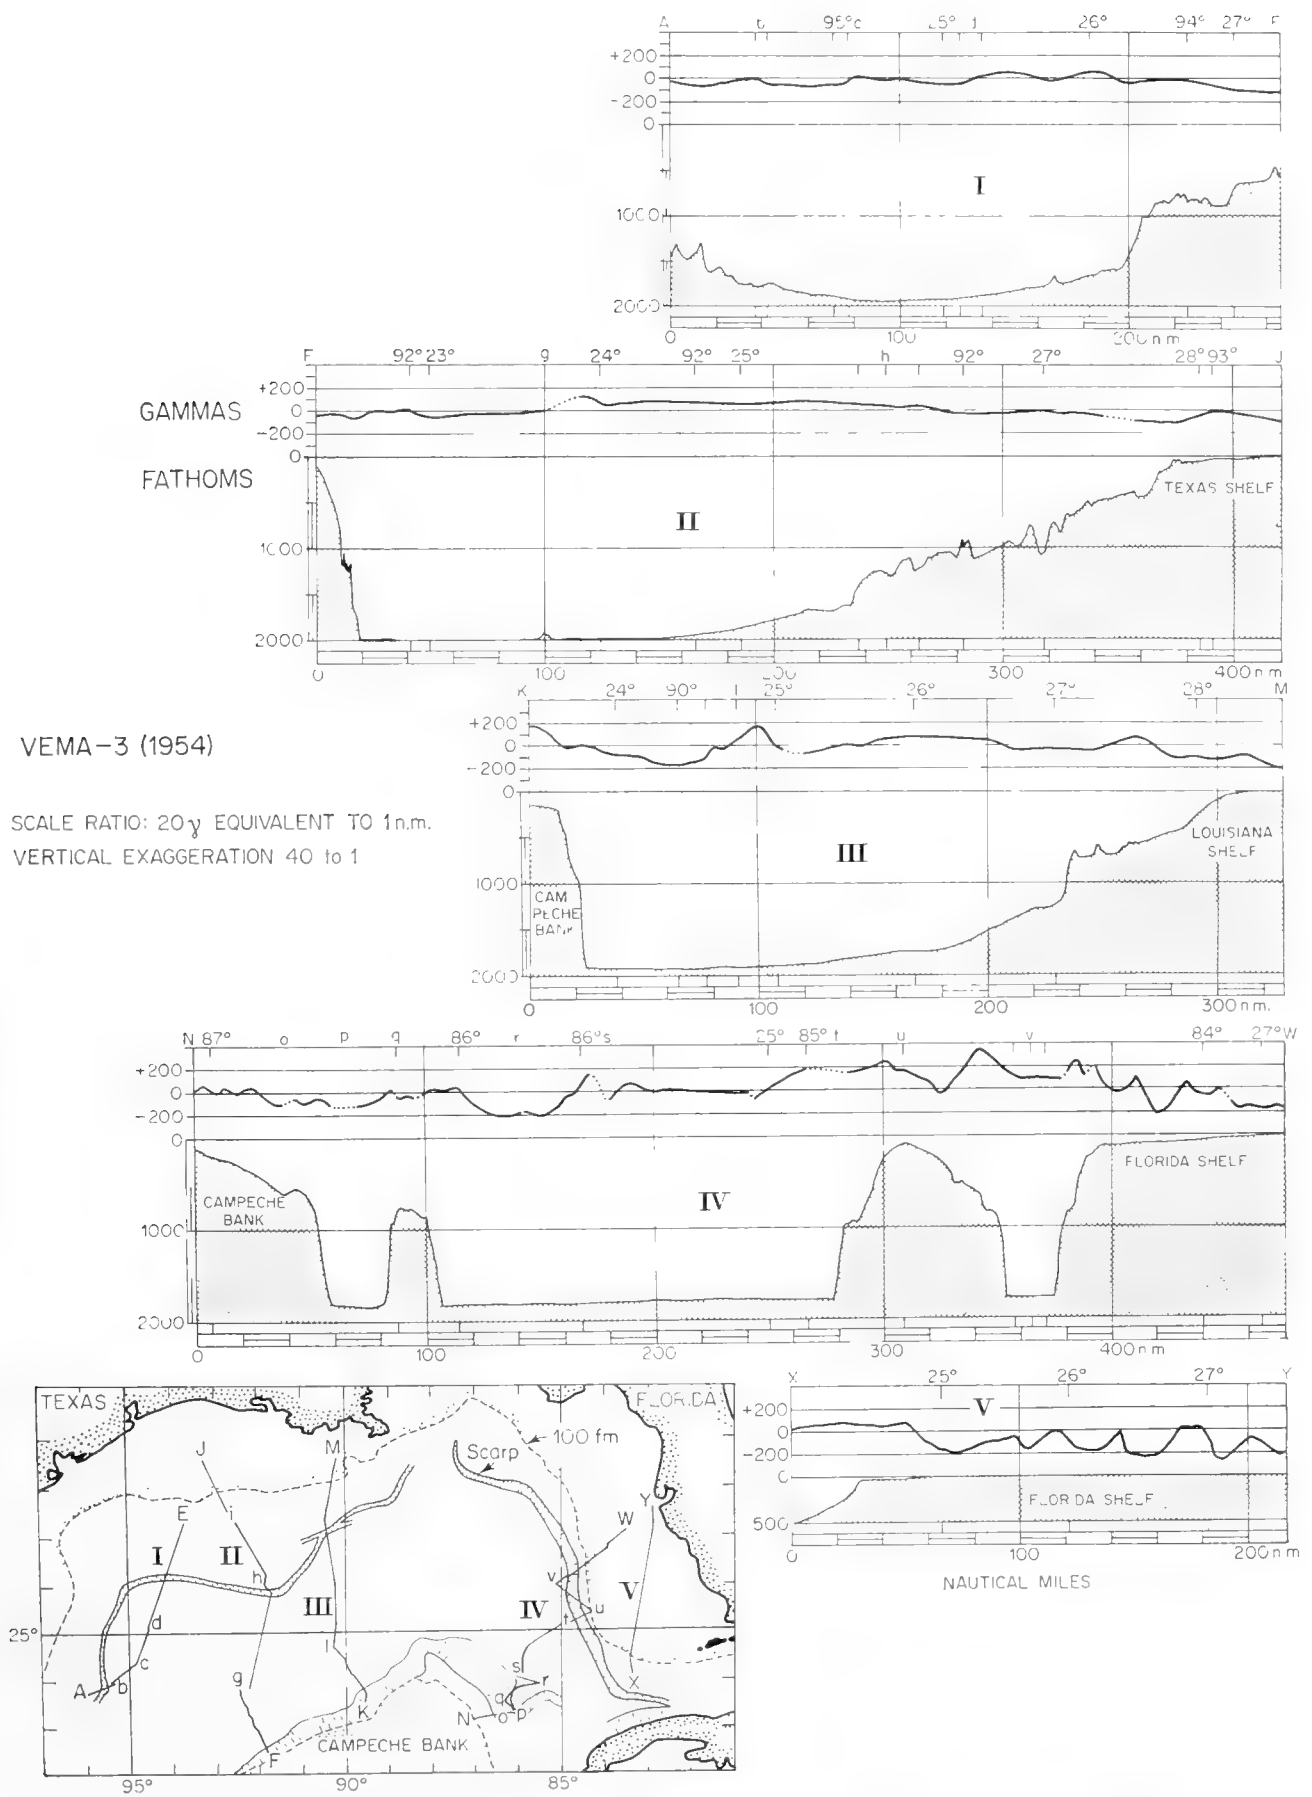 A b 95° c 25° 26° 94° 27° E
+200
0
-200
0
I
1000
2000
0 100 200 nm
F 92° 23° g 24° 92° 25° h 92° 27° 28° 93° J
GAMMAS
+200
0
-200
0
FATHOMS
TEXAS SHELF
II
1000
2000
0 100 200 300 400 nm
K 24° 90° l 25° 26° 27° 28° M
VEMA-3 (1954)
+200
0
-200
0
SCALE RATIO: 20γ EQUIVALENT TO 1 n.m.
VERTICAL EXAGGERATION 40 to 1
III
LOUISIANA
SHELF
1000
CAM
PECHE
BANK
2000
0 100 200 300 nm.
N 87° o p q 86° r 86° s 25° 85° t u v 84° 27° W
+200
0
-200
0
FLORIDA SHELF
CAMPECHE
BANK
IV
1000
2000
0 100 200 300 400 nm
X 25° 26° 27° Y
V
+200
0
-200
0
FLORIDA SHELF
500
0 100 200 nm
NAUTICAL MILES
TEXAS FLORIDA
J M 100 fm
Scarp
E i Y W
I II
h v
III IV V
d t u
25°
l
c
A b g s r X
q
K N o p
F CAMPECHE BANK
95° 90° 85°